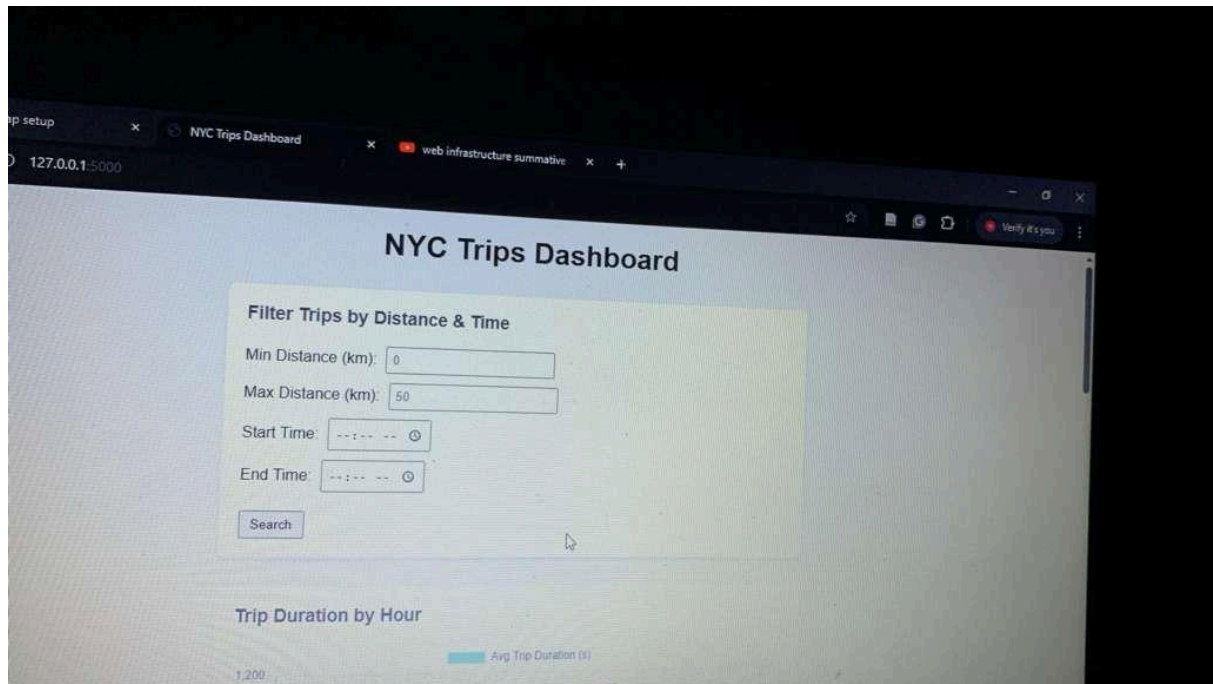 ap setup
NYC Trips Dashboard
web infrastructure summative
127.0.0.1:5000
Verify it's you
NYC Trips Dashboard
Filter Trips by Distance & Time
Min Distance (km): 0
Max Distance (km): 50
Start Time: --:-- --
End Time: --:-- --
Search
Trip Duration by Hour
Avg Trip Duration (s)
1,200